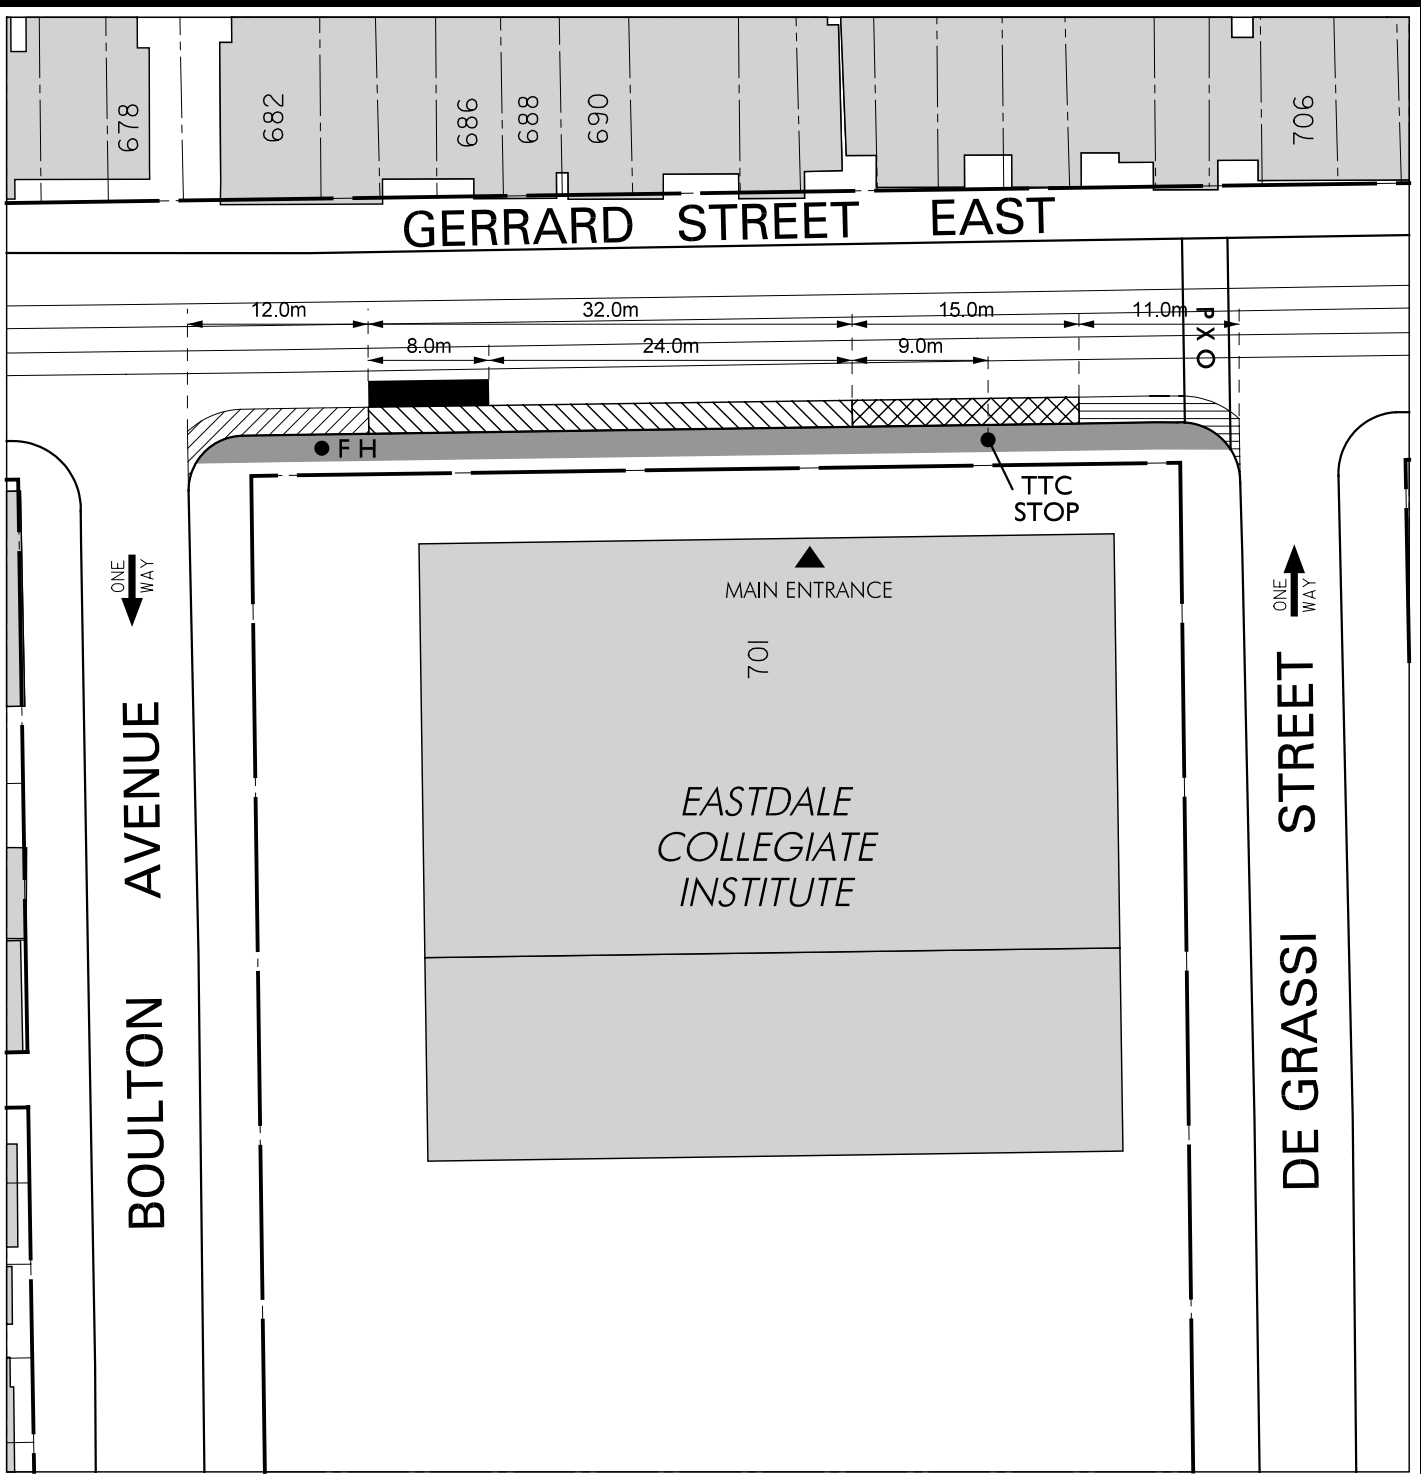 678
682
686
688
690
706
GERRARD STREET EAST
12.0m
32.0m
15.0m
11.0m
8.0m
24.0m
9.0m
PXO
FH
TTC
STOP
MAIN ENTRANCE
701
EASTDALE
COLLEGIATE
INSTITUTE
ONE
WAY
BOULTON AVENUE
ONE
WAY
DE GRASSI STREET